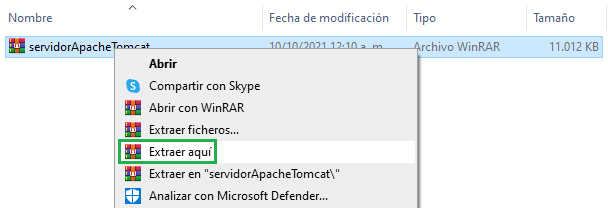 Nombre Fecha de modificación Tipo Tamaño
servidorApacheTomcat 10/10/2021 12:10 a. m. Archivo WinRAR 11.012 KB
Abrir
Compartir con Skype
Abrir con WinRAR
Extraer ficheros...
Extraer aquí
Extraer en "servidorApacheTomcat\"
Analizar con Microsoft Defender...